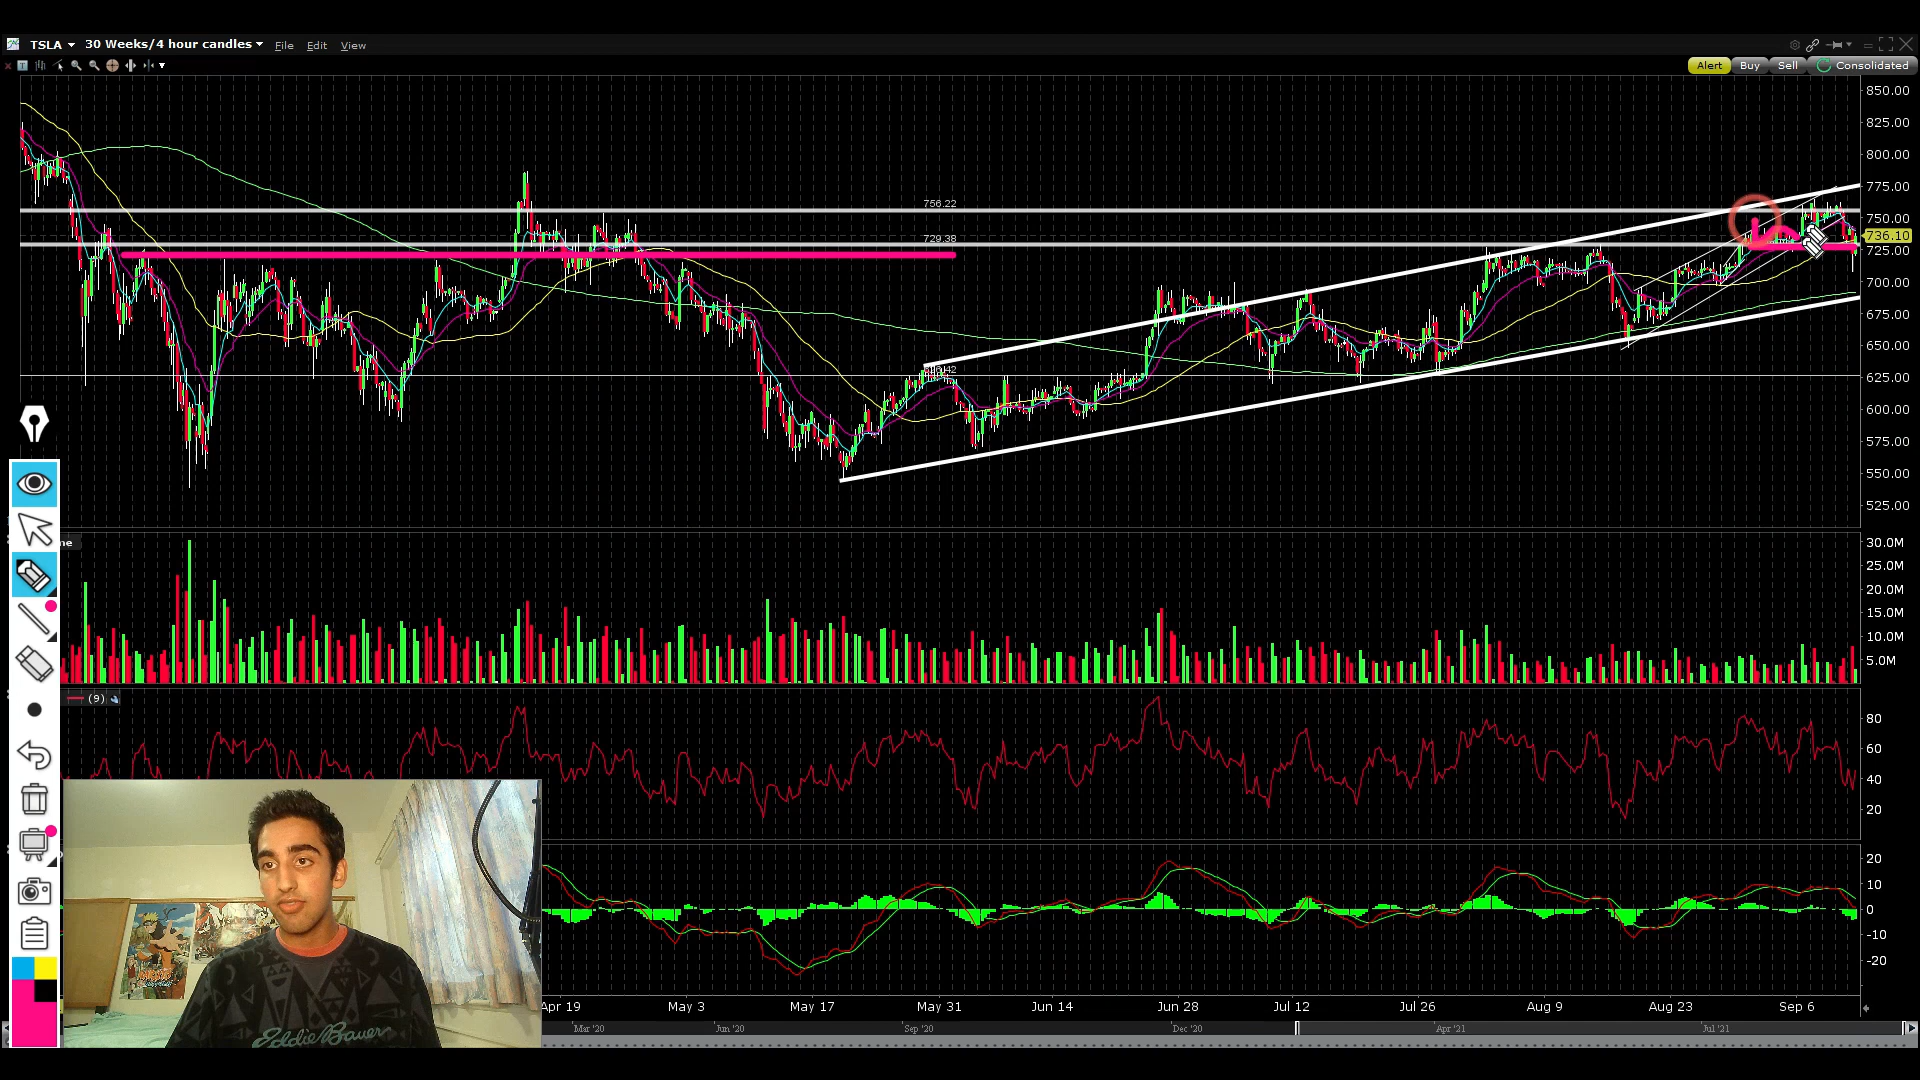 TSLA 30 Weeks/4 hour candles File Edit View
Alert Buy Sell Consolidated
850.00
825.00
800.00
775.00
756.22
750.00
729.38
736.10
725.00
700.00
675.00
650.00
625.00
600.00
575.00
550.00
525.00
me
30.0M
25.0M
20.0M
15.0M
10.0M
5.0M
(9)
80
60
40
20
20
10
0
-10
-20
Eddie Bauer
Apr 19 May 3 May 17 May 31 Jun 14 Jun 28 Jul 12 Jul 26 Aug 9 Aug 23 Sep 6
Mar '20 Jun '20 Sep '20 Dec '20 Apr '21 Jul '21